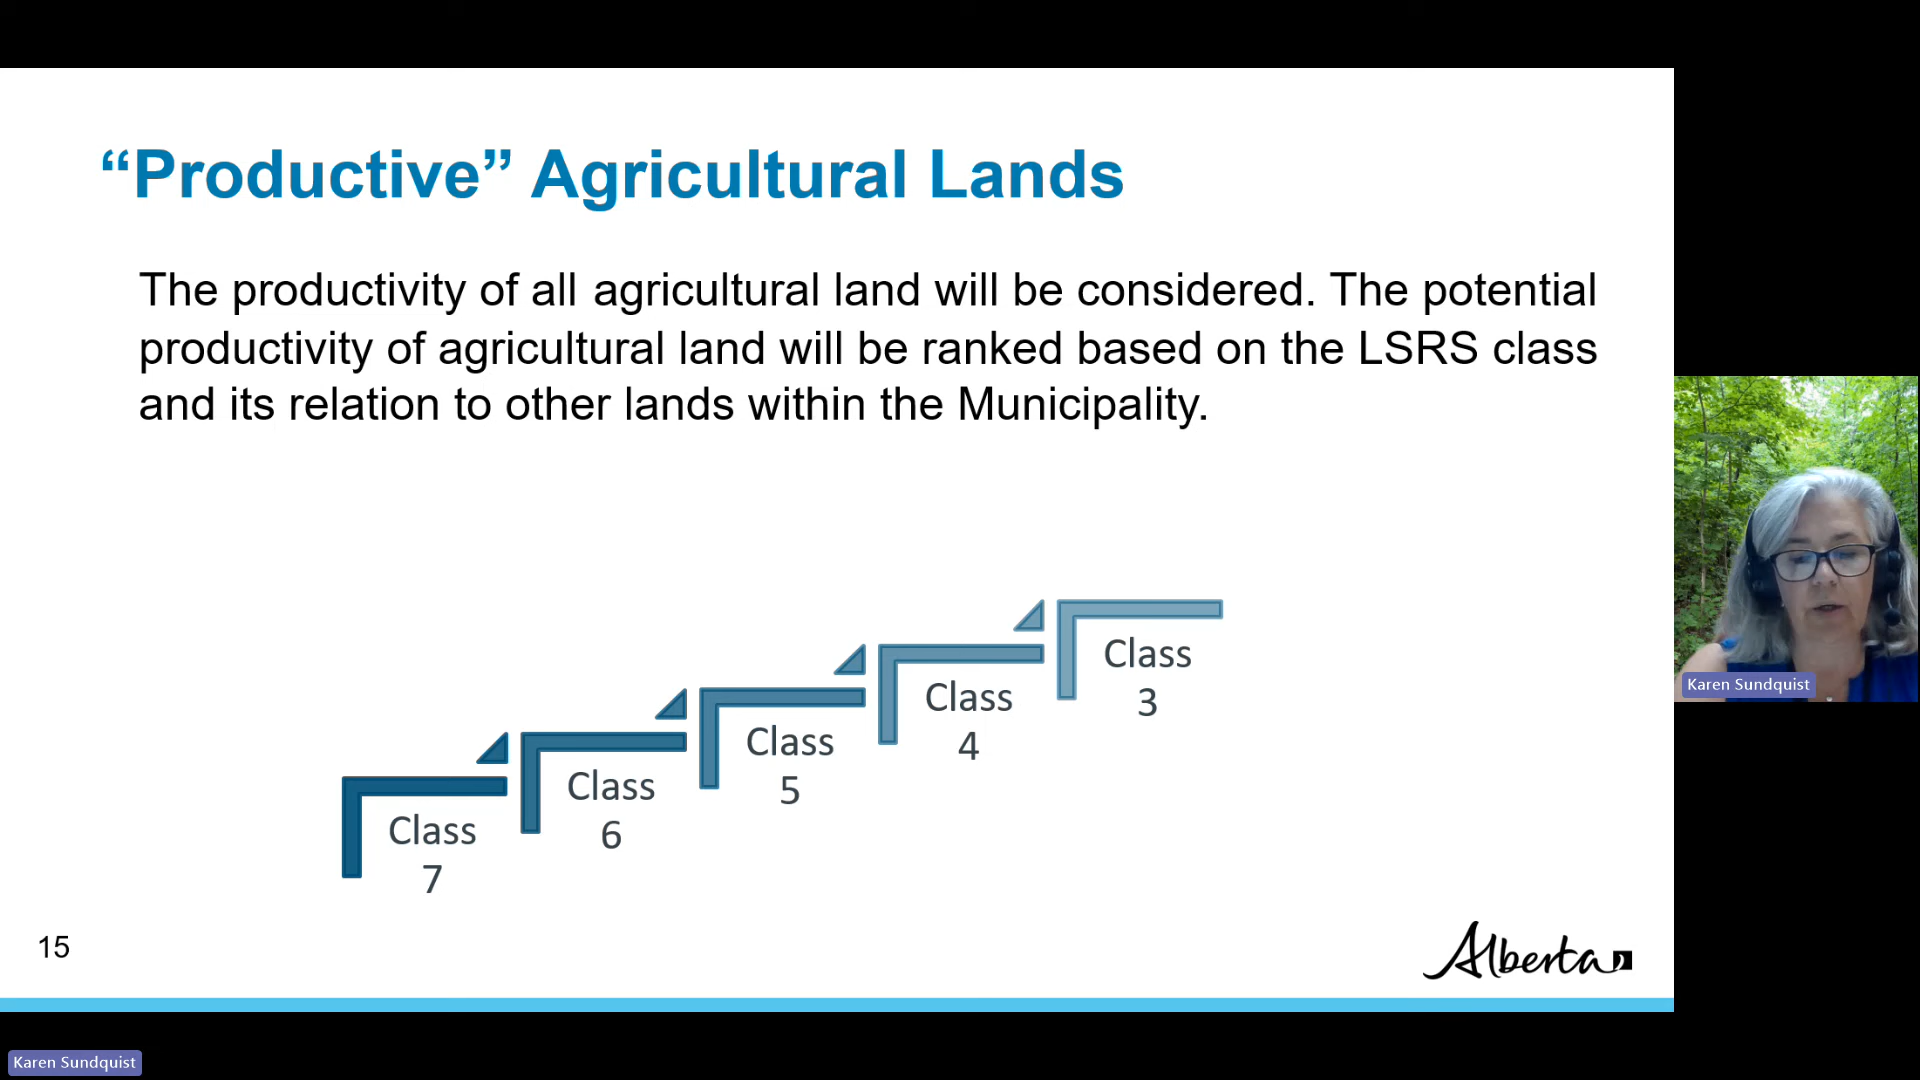 “Productive” Agricultural Lands
The productivity of all agricultural land will be considered. The potential
productivity of agricultural land will be ranked based on the LSRS class
and its relation to other lands within the Municipality.
Class
3
Class
4
Class
5
Class
6
Class
7
15
Alberta
Karen Sundquist
Karen Sundquist